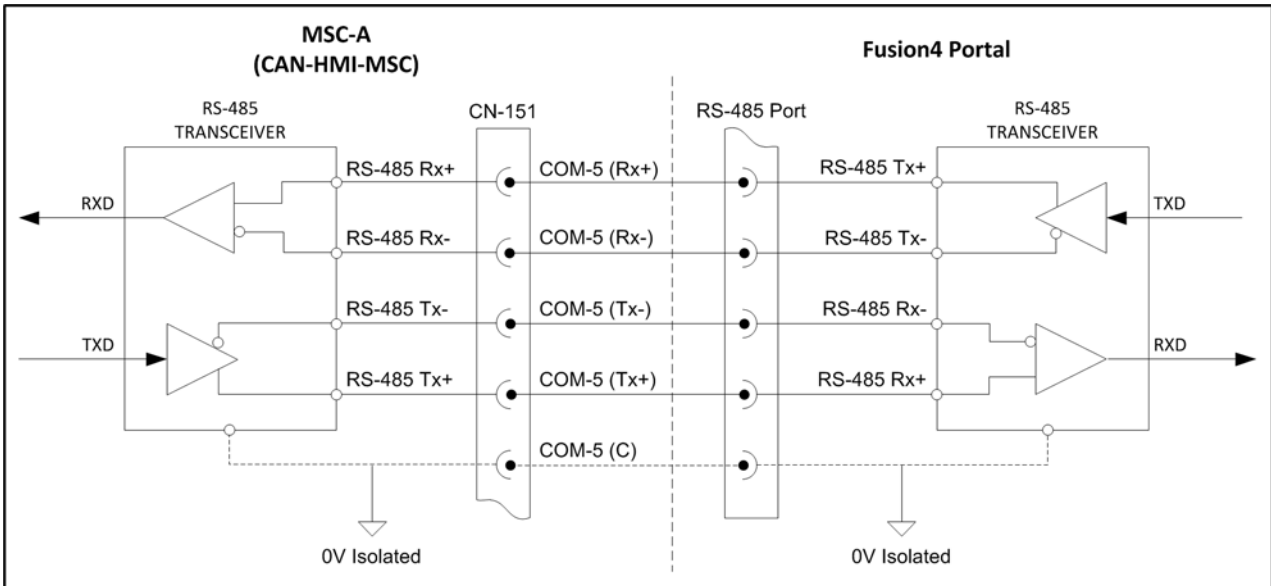 MSC-A
(CAN-HMI-MSC)
Fusion4 Portal
RS-485
TRANSCEIVER
CN-151
RS-485 Port
RS-485
TRANSCEIVER
RS-485 Rx+
COM-5 (Rx+)
RS-485 Tx+
RXD
TXD
RS-485 Rx-
COM-5 (Rx-)
RS-485 Tx-
RS-485 Tx-
COM-5 (Tx-)
RS-485 Rx-
TXD
RXD
RS-485 Tx+
COM-5 (Tx+)
RS-485 Rx+
COM-5 (C)
0V Isolated
0V Isolated